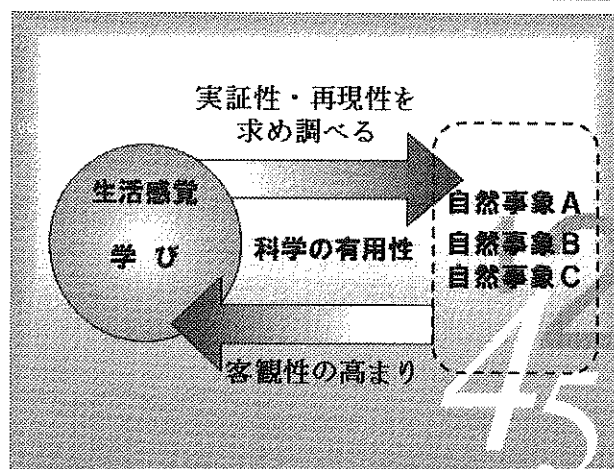 実証性・再現性を
求め調べる
生活感覚
学び
科学の有用性
自然事象A
自然事象B
自然事象C
客観性の高まり
45